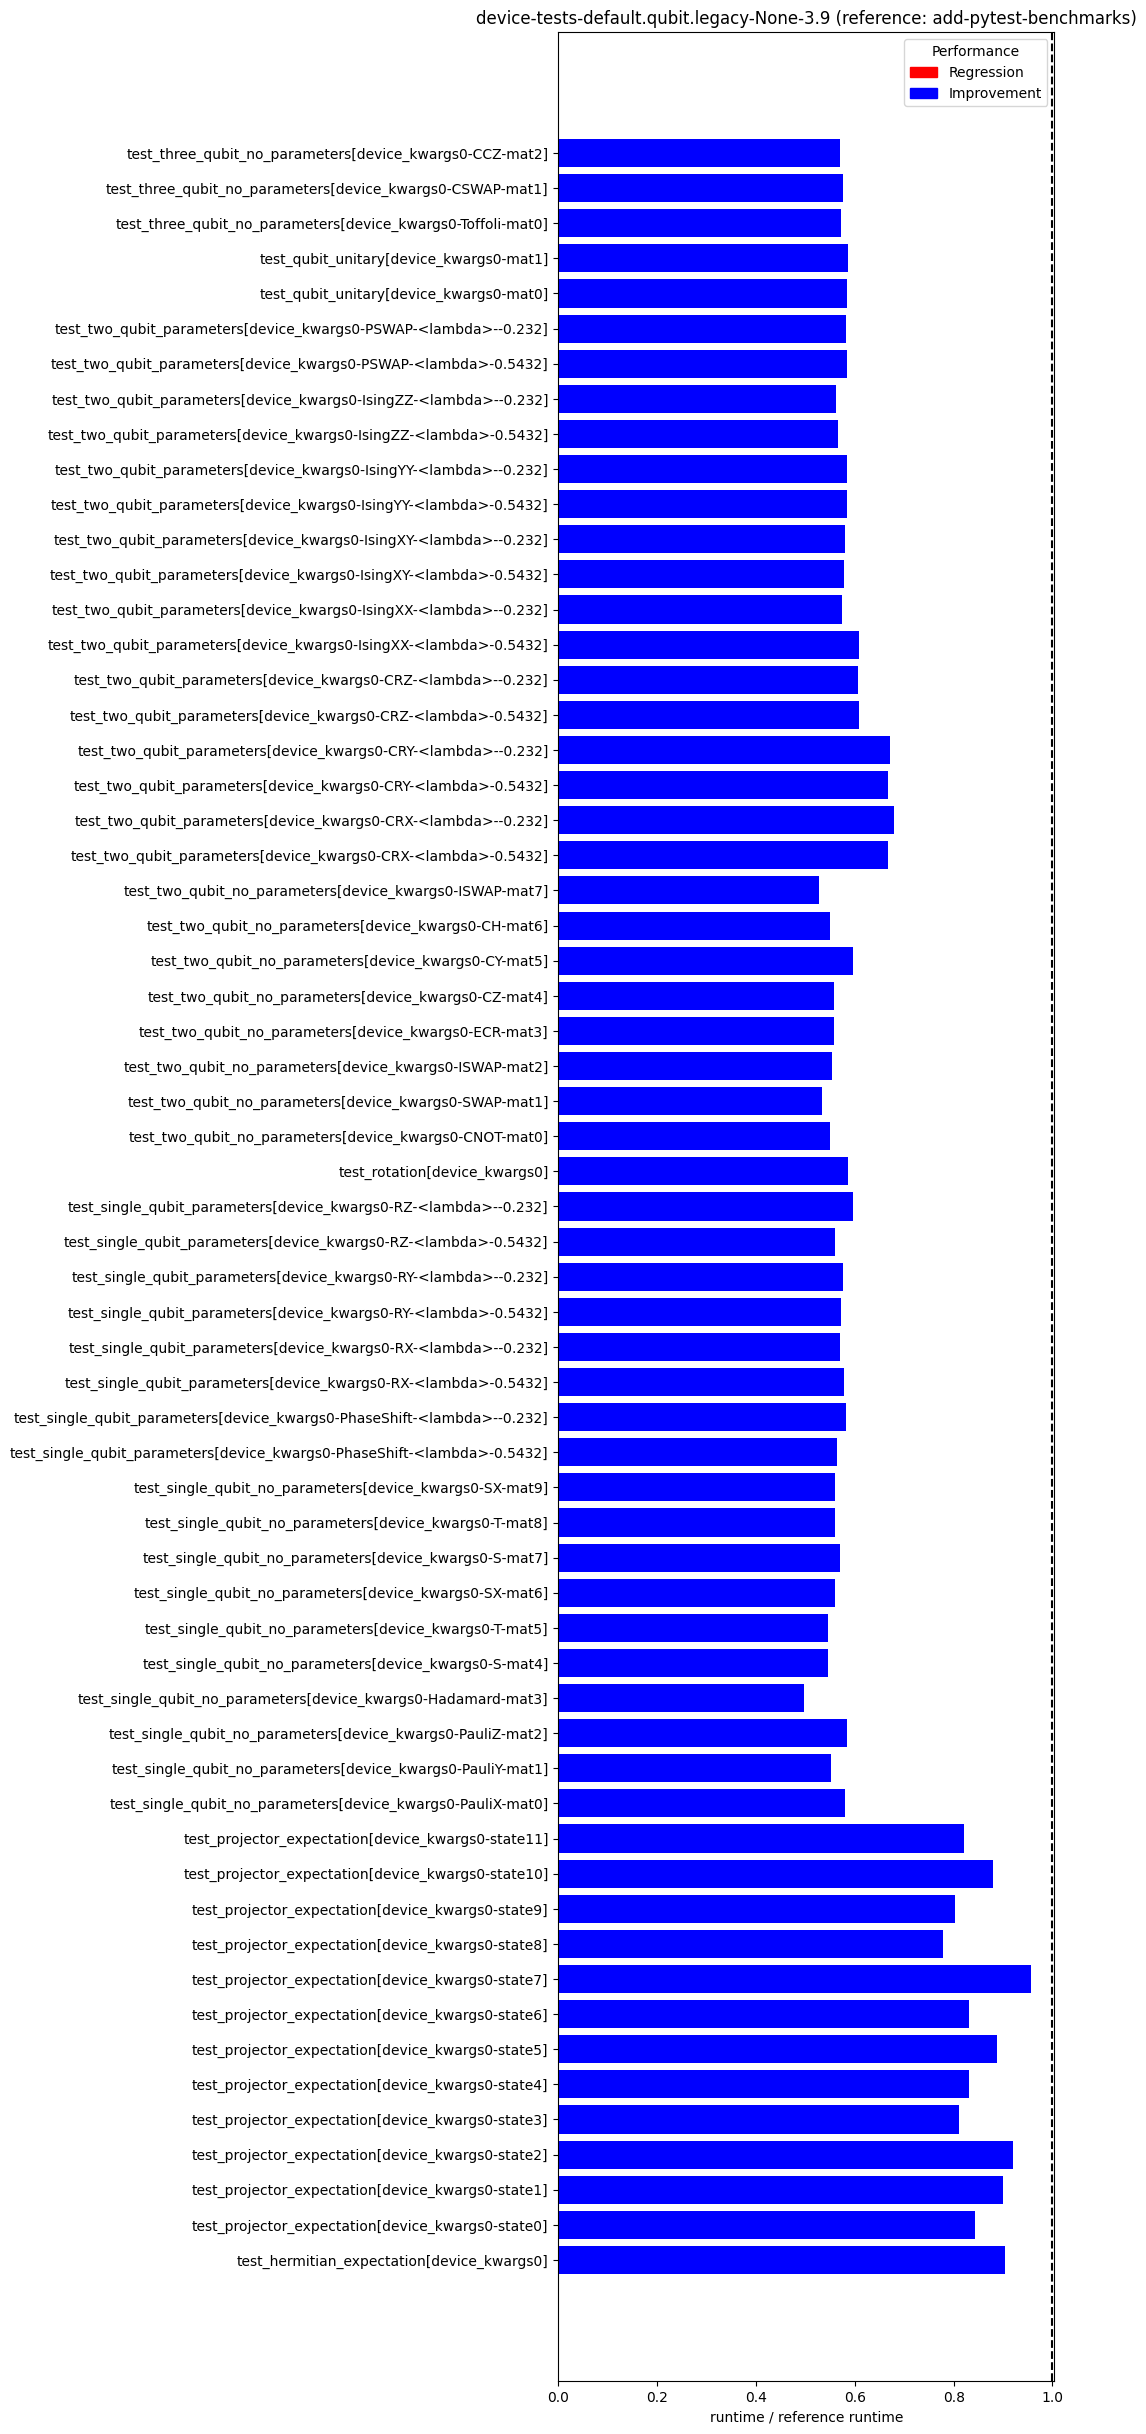 device-tests-default.qubit.legacy-None-3.9 (reference: add-pytest-benchmarks)
Performance
Regression
Improvement
test_three_qubit_no_parameters[device_kwargs0-CCZ-mat2]
test_three_qubit_no_parameters[device_kwargs0-CSWAP-mat1]
test_three_qubit_no_parameters[device_kwargs0-Toffoli-mat0]
test_qubit_unitary[device_kwargs0-mat1]
test_qubit_unitary[device_kwargs0-mat0]
test_two_qubit_parameters[device_kwargs0-PSWAP-<lambda>--0.232]
test_two_qubit_parameters[device_kwargs0-PSWAP-<lambda>-0.5432]
test_two_qubit_parameters[device_kwargs0-IsingZZ-<lambda>--0.232]
test_two_qubit_parameters[device_kwargs0-IsingZZ-<lambda>-0.5432]
test_two_qubit_parameters[device_kwargs0-IsingYY-<lambda>--0.232]
test_two_qubit_parameters[device_kwargs0-IsingYY-<lambda>-0.5432]
test_two_qubit_parameters[device_kwargs0-IsingXY-<lambda>--0.232]
test_two_qubit_parameters[device_kwargs0-IsingXY-<lambda>-0.5432]
test_two_qubit_parameters[device_kwargs0-IsingXX-<lambda>--0.232]
test_two_qubit_parameters[device_kwargs0-IsingXX-<lambda>-0.5432]
test_two_qubit_parameters[device_kwargs0-CRZ-<lambda>--0.232]
test_two_qubit_parameters[device_kwargs0-CRZ-<lambda>-0.5432]
test_two_qubit_parameters[device_kwargs0-CRY-<lambda>--0.232]
test_two_qubit_parameters[device_kwargs0-CRY-<lambda>-0.5432]
test_two_qubit_parameters[device_kwargs0-CRX-<lambda>--0.232]
test_two_qubit_parameters[device_kwargs0-CRX-<lambda>-0.5432]
test_two_qubit_no_parameters[device_kwargs0-ISWAP-mat7]
test_two_qubit_no_parameters[device_kwargs0-CH-mat6]
test_two_qubit_no_parameters[device_kwargs0-CY-mat5]
test_two_qubit_no_parameters[device_kwargs0-CZ-mat4]
test_two_qubit_no_parameters[device_kwargs0-ECR-mat3]
test_two_qubit_no_parameters[device_kwargs0-ISWAP-mat2]
test_two_qubit_no_parameters[device_kwargs0-SWAP-mat1]
test_two_qubit_no_parameters[device_kwargs0-CNOT-mat0]
test_rotation[device_kwargs0]
test_single_qubit_parameters[device_kwargs0-RZ-<lambda>--0.232]
test_single_qubit_parameters[device_kwargs0-RZ-<lambda>-0.5432]
test_single_qubit_parameters[device_kwargs0-RY-<lambda>--0.232]
test_single_qubit_parameters[device_kwargs0-RY-<lambda>-0.5432]
test_single_qubit_parameters[device_kwargs0-RX-<lambda>--0.232]
test_single_qubit_parameters[device_kwargs0-RX-<lambda>-0.5432]
test_single_qubit_parameters[device_kwargs0-PhaseShift-<lambda>--0.232]
test_single_qubit_parameters[device_kwargs0-PhaseShift-<lambda>-0.5432]
test_single_qubit_no_parameters[device_kwargs0-SX-mat9]
test_single_qubit_no_parameters[device_kwargs0-T-mat8]
test_single_qubit_no_parameters[device_kwargs0-S-mat7]
test_single_qubit_no_parameters[device_kwargs0-SX-mat6]
test_single_qubit_no_parameters[device_kwargs0-T-mat5]
test_single_qubit_no_parameters[device_kwargs0-S-mat4]
test_single_qubit_no_parameters[device_kwargs0-Hadamard-mat3]
test_single_qubit_no_parameters[device_kwargs0-PauliZ-mat2]
test_single_qubit_no_parameters[device_kwargs0-PauliY-mat1]
test_single_qubit_no_parameters[device_kwargs0-PauliX-mat0]
test_projector_expectation[device_kwargs0-state11]
test_projector_expectation[device_kwargs0-state10]
test_projector_expectation[device_kwargs0-state9]
test_projector_expectation[device_kwargs0-state8]
test_projector_expectation[device_kwargs0-state7]
test_projector_expectation[device_kwargs0-state6]
test_projector_expectation[device_kwargs0-state5]
test_projector_expectation[device_kwargs0-state4]
test_projector_expectation[device_kwargs0-state3]
test_projector_expectation[device_kwargs0-state2]
test_projector_expectation[device_kwargs0-state1]
test_projector_expectation[device_kwargs0-state0]
test_hermitian_expectation[device_kwargs0]
0.0 0.2 0.4 0.6 0.8 1.0
runtime / reference runtime